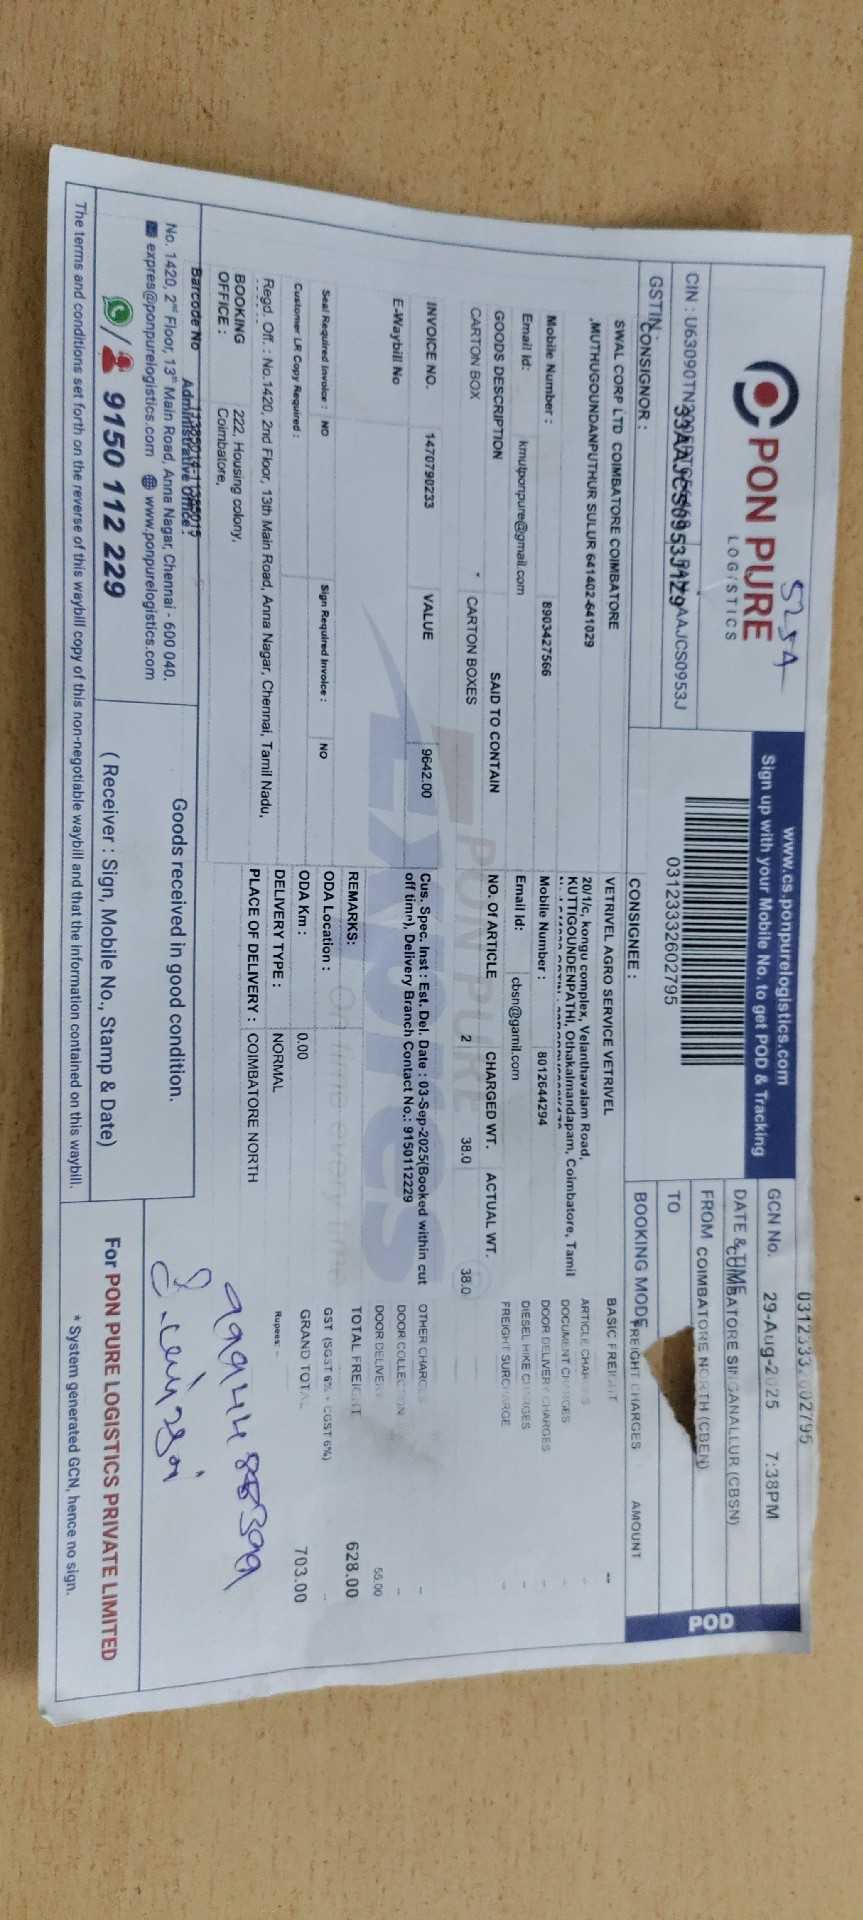 5254
PON PURE
LOGISTICS
www.cs.ponpurelogistics.com
Sign up with your Mobile No. to get POD & Tracking
03123332602795
GCN No.
29-Aug-2025 7:38PM
DATE & TIME
COIMBATORE SINGANALLUR (CBSN)
FROM COIMBATORE NORTH (CBEN)
TO
BOOKING MODE
POD
CIN : U63090TN
AAJCS0953J
GSTIN :
33AAJCS0953J1Z9
CONSIGNOR :
SWAL CORP LTD COIMBATORE COIMBATORE
,MUTHUGOUNDANPUTHUR SULUR 641402-641029
Mobile Number : 8903427566
Email Id: kmutponpure@gmail.com
CONSIGNEE :
VETRIVEL AGRO SERVICE VETRIVEL
20/1/c, kongu complex, Velanthavalam Road,
KUTTIGOUNDENPATHI, Othakalmandapam, Coimbatore, Tamil
Mobile Number : 8012644294
Email Id: cbsn@gamil.com
FREIGHT CHARGES AMOUNT
BASIC FREIGHT --
ARTICLE CHARGES -
DOCUMENT CHARGES -
DOOR DELIVERY CHARGES -
DIESEL HIKE CHARGES -
FREIGHT SURCHARGE -
OTHER CHARGES -
DOOR COLLECTION -
DOOR DELIVERY 55.00
TOTAL FREIGHT 628.00
GST (SGST 6% + CGST 6%) -
GRAND TOTAL 703.00
Rupees: -
GOODS DESCRIPTION SAID TO CONTAIN NO. Of ARTICLE CHARGED WT. ACTUAL WT.
CARTON BOX * CARTON BOXES 2 38.0 38.0
PON PURE
EXPRES
On time every time
INVOICE NO. 1470790233 VALUE 9642.00
E-Waybill No
Cus. Spec. Inst : Est. Del. Date : 03-Sep-2025(Booked within cut
off time), Delivery Branch Contact No.: 9150112229
REMARKS:
Seal Required Invoice : NO Sign Required Invoice : NO
Customer LR Copy Required :
ODA Location :
ODA Km : 0.00
DELIVERY TYPE : NORMAL
PLACE OF DELIVERY : COIMBATORE NORTH
Regd. Off. : No.1420, 2nd Floor, 13th Main Road, Anna Nagar, Chennai, Tamil Nadu,
BOOKING
OFFICE :
222, Housing colony,
Coimbatore,
Barcode No 11385014-11385015
Administrative Office :
No. 1420, 2nd Floor, 13th Main Road, Anna Nagar, Chennai - 600 040.
expres@ponpurelogistics.com www.ponpurelogistics.com
9150 112 229
Goods received in good condition.
( Receiver : Sign, Mobile No., Stamp & Date)
For PON PURE LOGISTICS PRIVATE LIMITED
* System generated GCN, hence no sign.
The terms and conditions set forth on the reverse of this waybill copy of this non-negotiable waybill and that the information contained on this waybill.